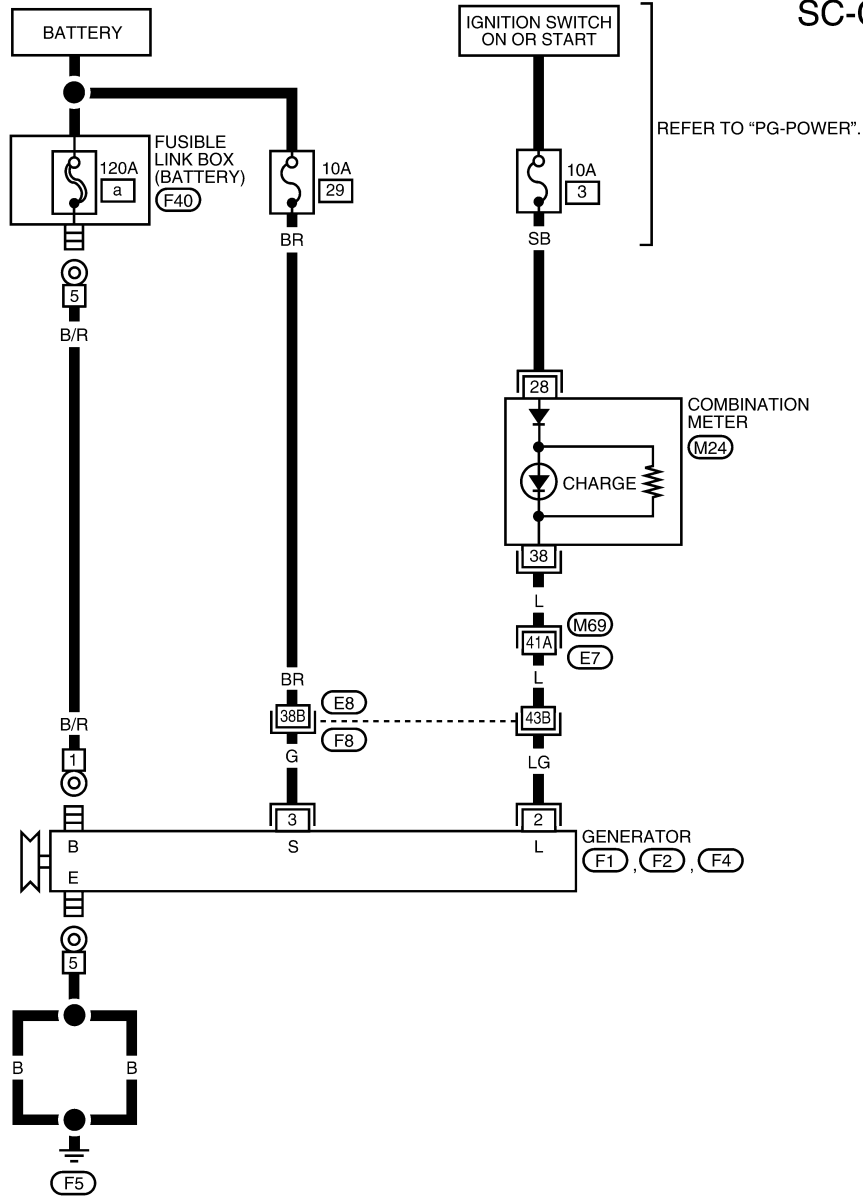 SC-
BATTERY
IGNITION SWITCH
ON OR START
REFER TO “PG-POWER”.
FUSIBLE
LINK BOX
(BATTERY)
F40
120A
a
10A
29
10A
3
BR
SB
5
B/R
28
COMBINATION
METER
M24
CHARGE
38
L
M69
41A
E7
L
BR
E8
38B
43B
F8
B/R
G
LG
1
3
2
GENERATOR
F1 , F2 , F4
B
S
L
E
5
B
B
F5